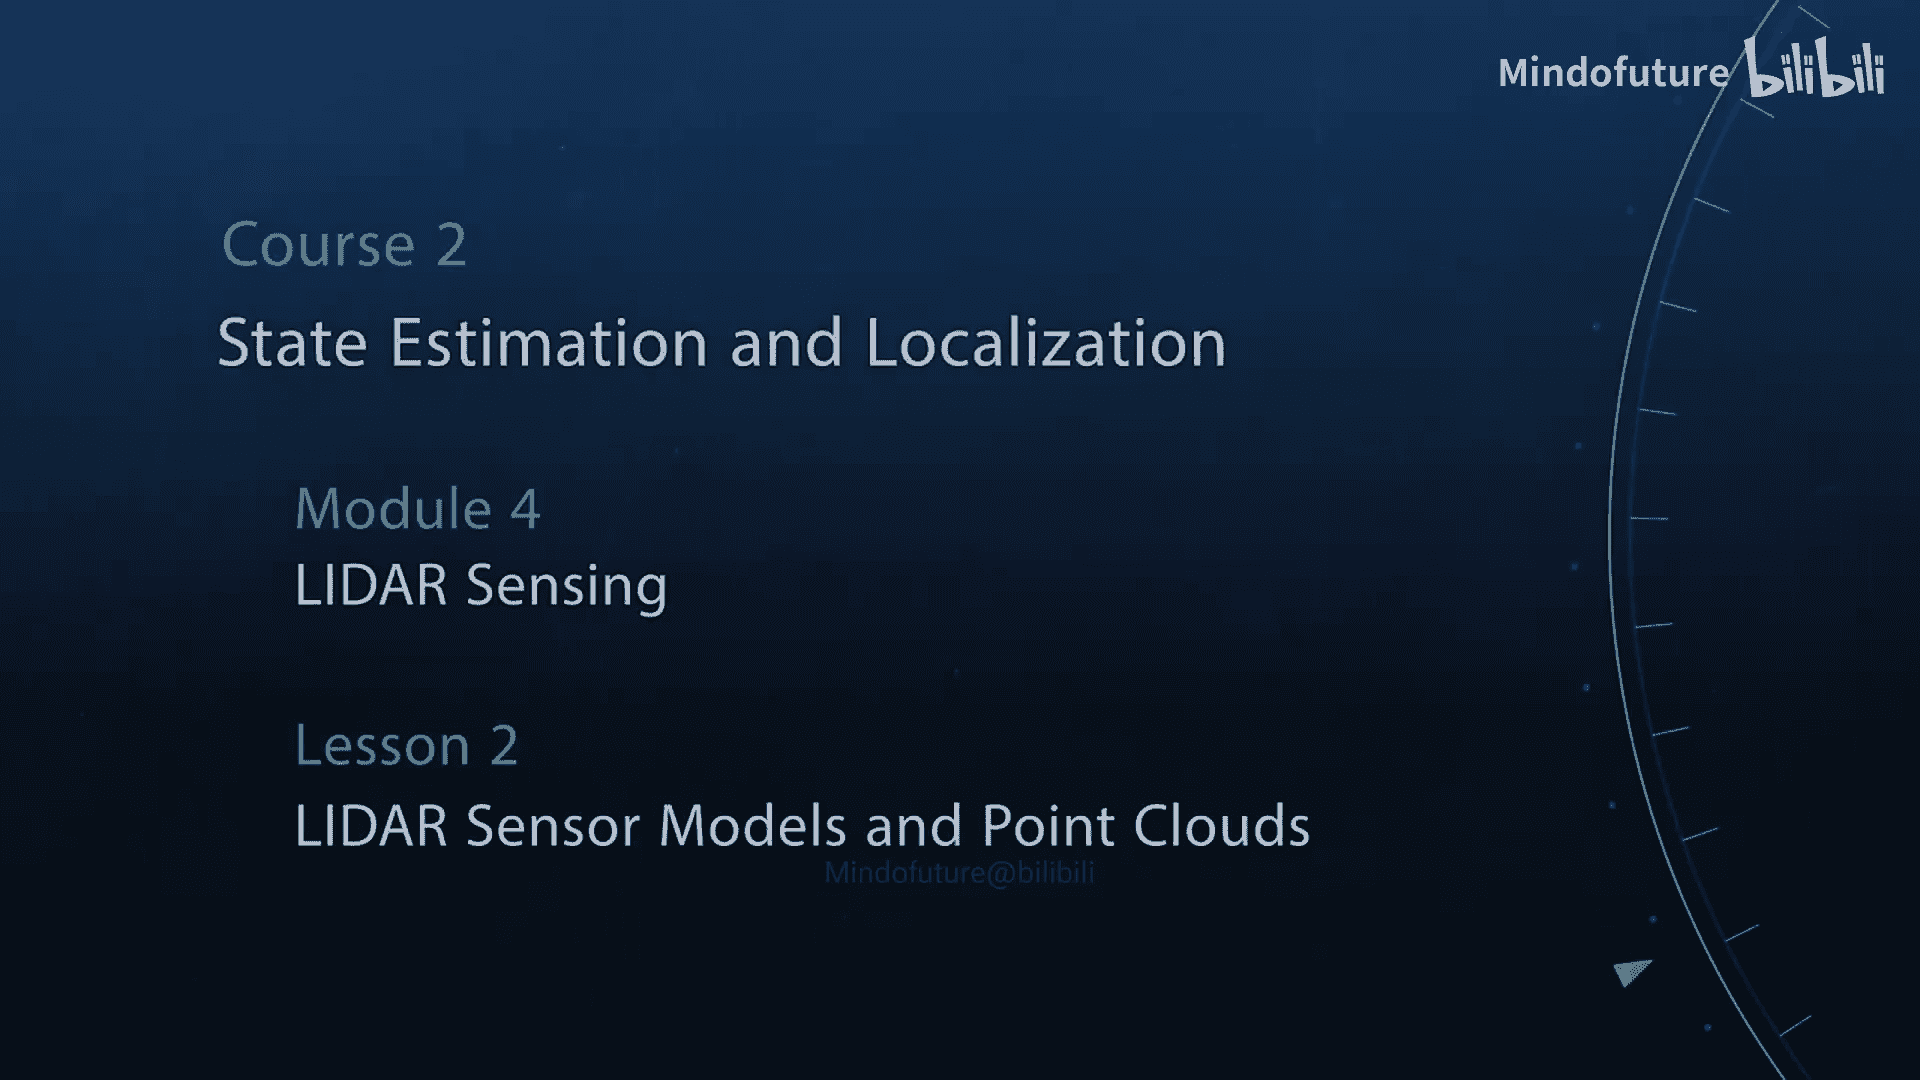 Mindofuture bilibili
Course 2
State Estimation and Localization
Module 4
LIDAR Sensing
Lesson 2
LIDAR Sensor Models and Point Clouds
Mindofuture@bilibili